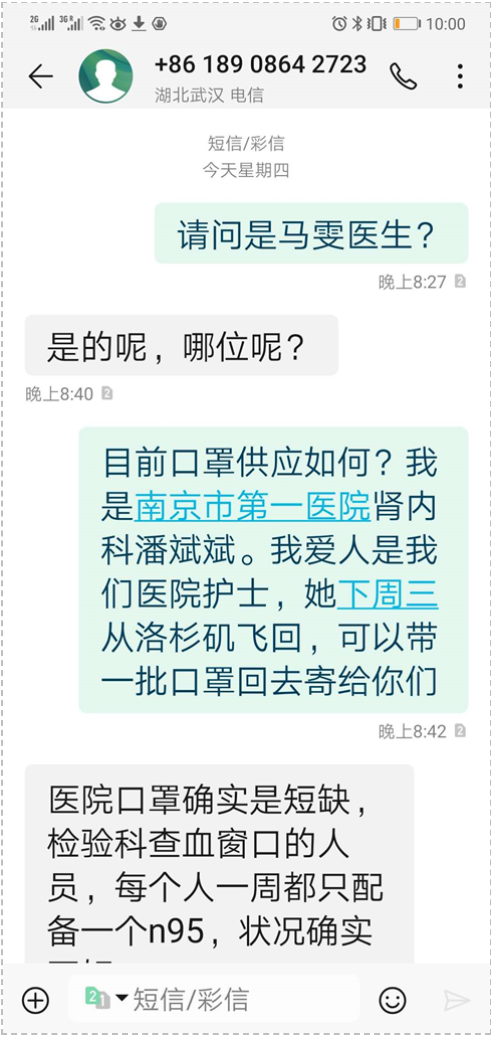 2G 3G R 10:00
+86 189 0864 2723
湖北武汉 电信
短信/彩信
今天星期四
请问是马雯医生？
晚上8:27 2
是的呢，哪位呢？
晚上8:40 2
目前口罩供应如何？我
是南京市第一医院肾内
科潘斌斌。我爱人是我
们医院护士，她下周三
从洛杉矶飞回，可以带
一批口罩回去寄给你们
晚上8:42 2
医院口罩确实是短缺，
检验科查血窗口的人
员，每个人一周都只配
备一个n95，状况确实
2 1 短信/彩信